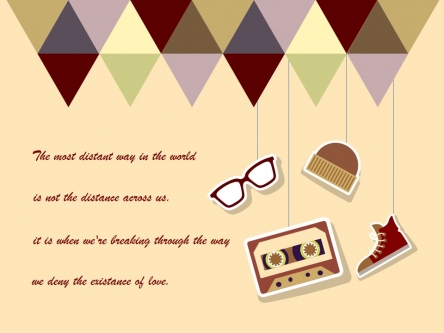 The most distant way in the world
is not the distance across us.
it is when we're breaking through the way
we deny the existance of love.